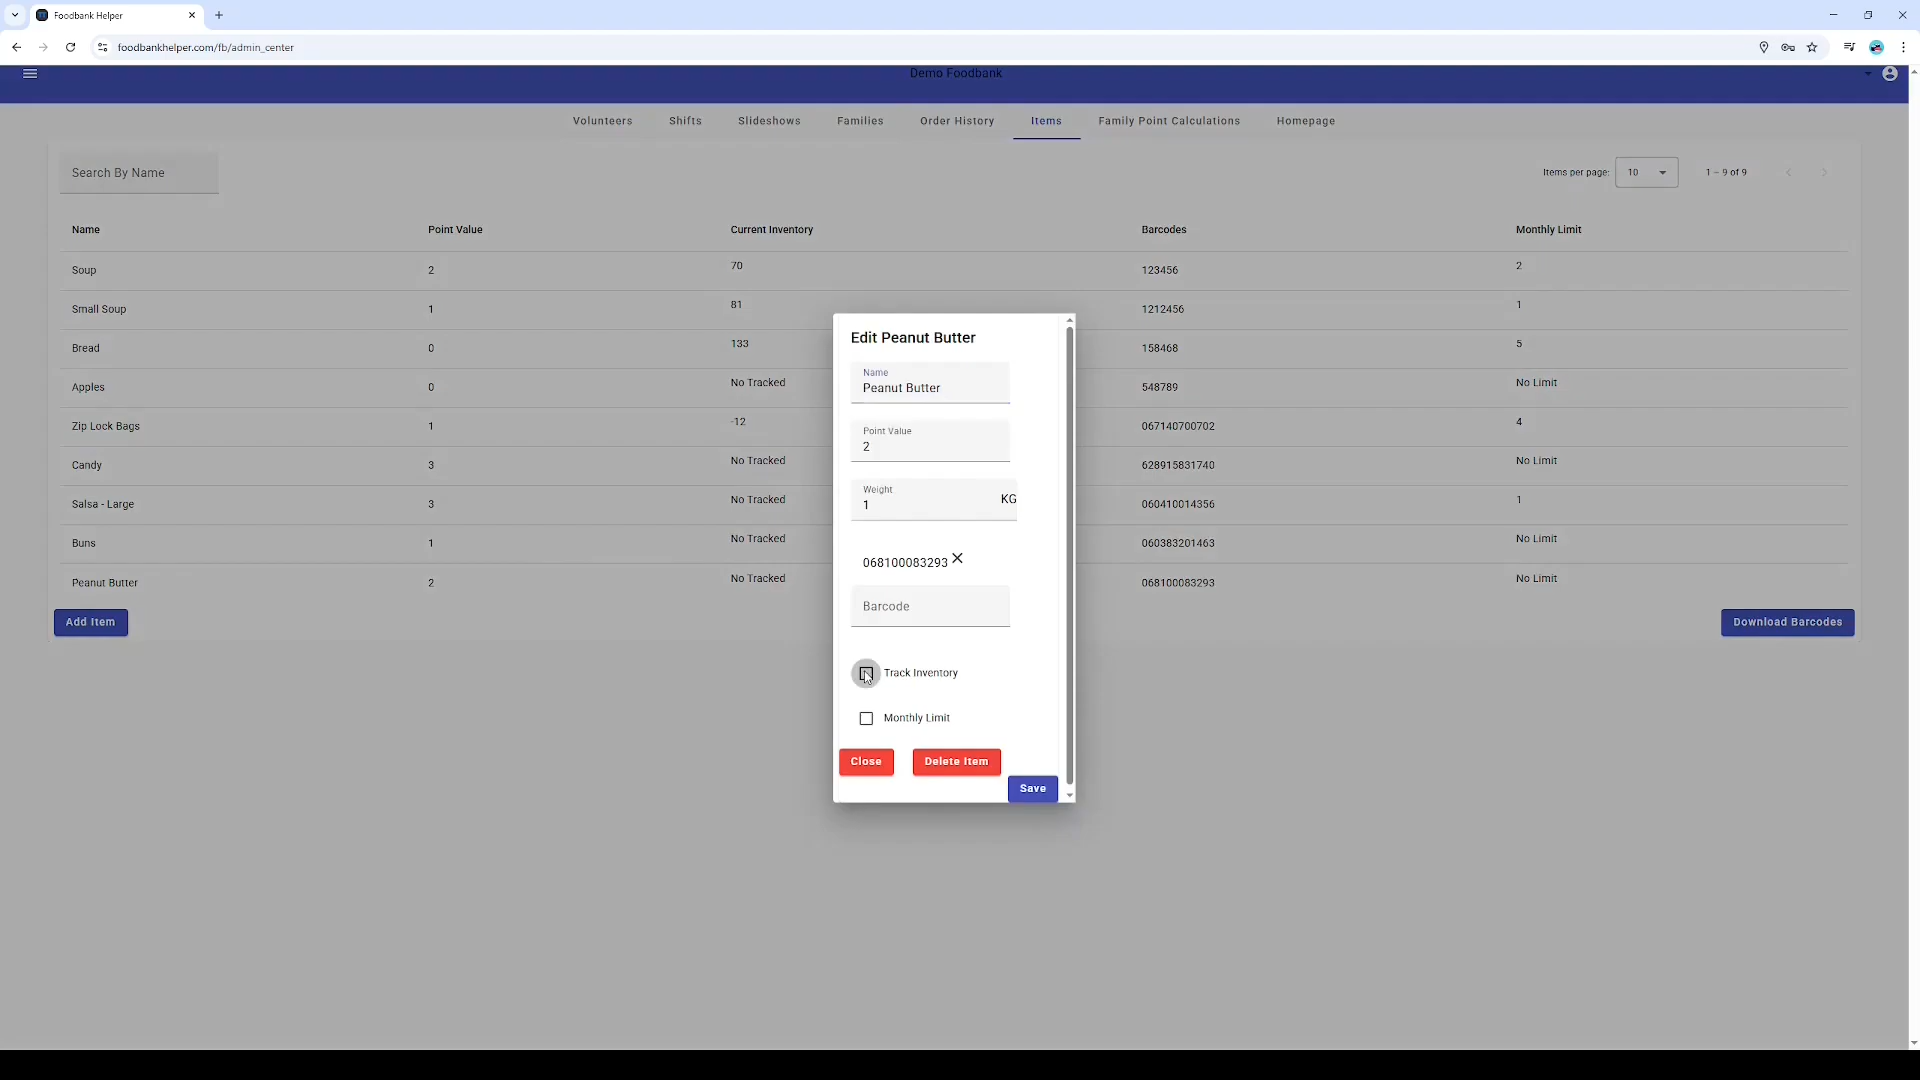 Foodbank Helper
foodbankhelper.com/fb/admin_center
Demo Foodbank
Volunteers Shifts Slideshows Families Order History Items Family Point Calculations Homepage
Search By Name
Items per page: 10 1 – 9 of 9
Name Point Value Current Inventory Barcodes Monthly Limit
Soup 2 70 123456 2
Small Soup 1 81 1212456 1
Bread 0 133 158468 5
Apples 0 No Tracked 548789 No Limit
Zip Lock Bags 1 -12 067140700702 4
Candy 3 No Tracked 628915831740 No Limit
Salsa - Large 3 No Tracked 060410014356 1
Buns 1 No Tracked 060383201463 No Limit
Peanut Butter 2 No Tracked 068100083293 No Limit
Add Item
Download Barcodes
Edit Peanut Butter
Name
Peanut Butter
Point Value
2
Weight
1 KG
068100083293
Barcode
Track Inventory
Monthly Limit
Close Delete Item
Save